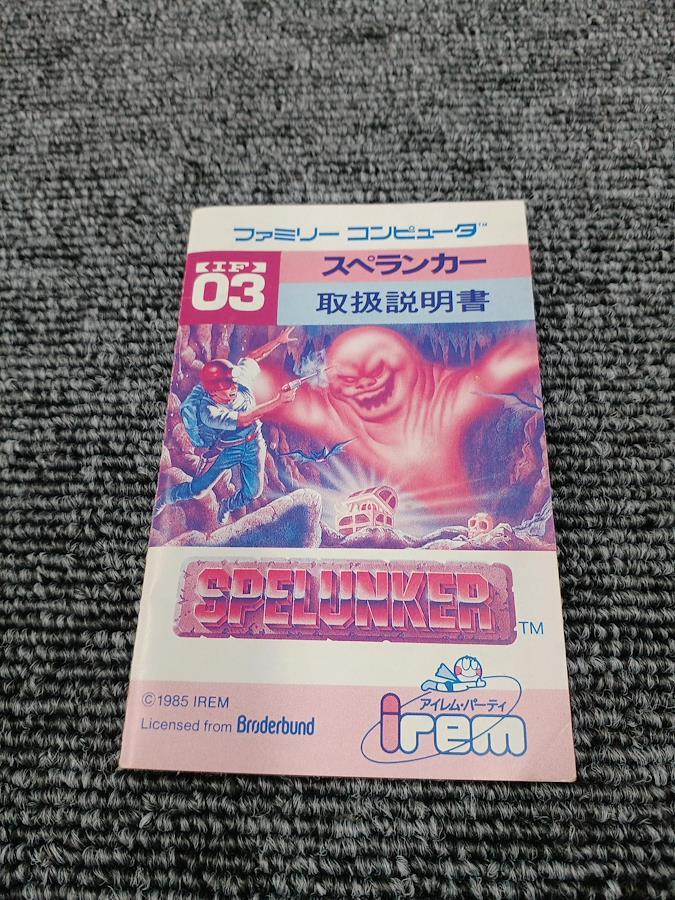 ファミリー コンピュータ™
IF
03
スペランカー
取扱説明書
SPELUNKER TM
©1985 IREM
Licensed from Brøderbund
アイレム・パーティ
irem